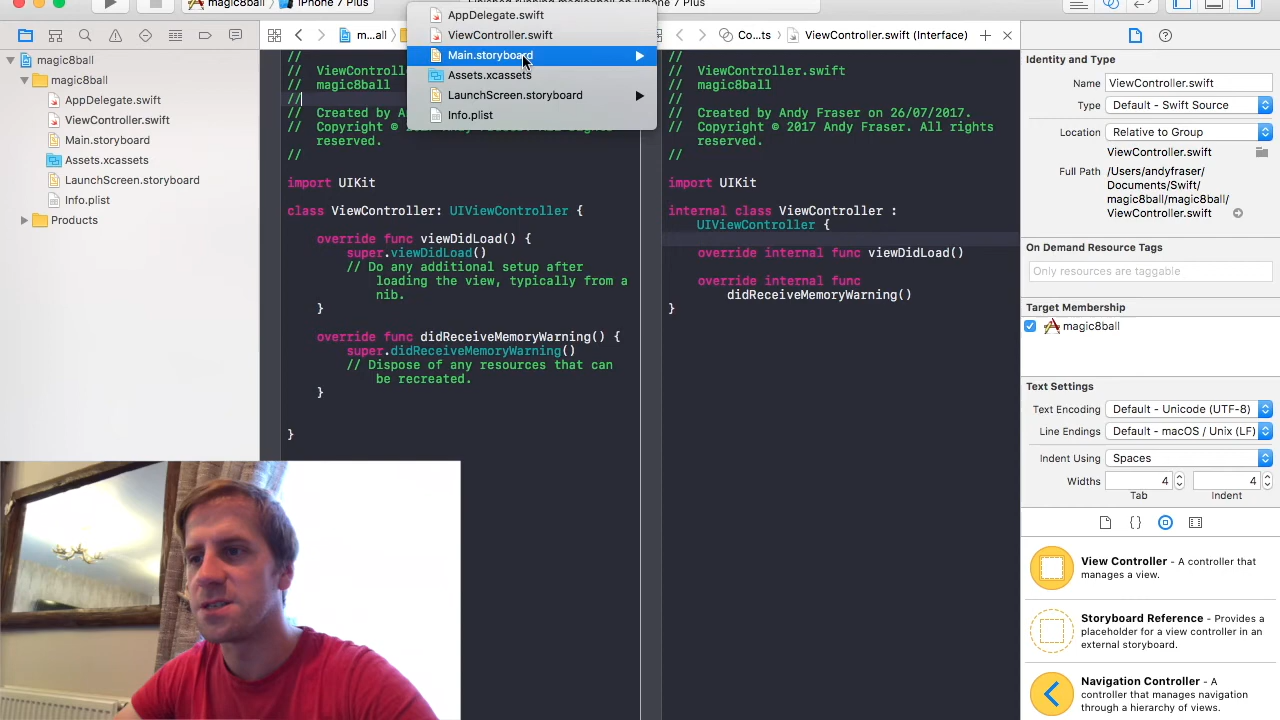 magic8ball
iPhone 7 Plus
Finished running magic8ball on iPhone 7 Plus
AppDelegate.swift
ViewController.swift
Main.storyboard
Assets.xcassets
LaunchScreen.storyboard
Info.plist
m...all
Co...ts
ViewController.swift (Interface)
magic8ball
magic8ball
AppDelegate.swift
ViewController.swift
Main.storyboard
Assets.xcassets
LaunchScreen.storyboard
Info.plist
Products
//
// ViewController
// magic8ball
//
// Created by Andy
// Copyright ©
reserved.
//
import UIKit
class ViewController: UIViewController {
override func viewDidLoad() {
super.viewDidLoad()
// Do any additional setup after
loading the view, typically from a
nib.
}
override func didReceiveMemoryWarning() {
super.didReceiveMemoryWarning()
// Dispose of any resources that can
be recreated.
}
}
//
// ViewController.swift
// magic8ball
//
// Created by Andy Fraser on 26/07/2017.
// Copyright © 2017 Andy Fraser. All rights
reserved.
//
import UIKit
internal class ViewController :
UIViewController {
override internal func viewDidLoad()
override internal func
didReceiveMemoryWarning()
}
Identity and Type
Name ViewController.swift
Type Default - Swift Source
Location Relative to Group
ViewController.swift
Full Path /Users/andyfraser/
Documents/Swift/
magic8ball/magic8ball/
ViewController.swift
On Demand Resource Tags
Only resources are taggable
Target Membership
magic8ball
Text Settings
Text Encoding Default - Unicode (UTF-8)
Line Endings Default - macOS / Unix (LF)
Indent Using Spaces
Widths 4 4
Tab Indent
{}
View Controller - A controller that
manages a view.
Storyboard Reference - Provides a
placeholder for a view controller in an
external storyboard.
Navigation Controller - A
controller that manages navigation
through a hierarchy of views.